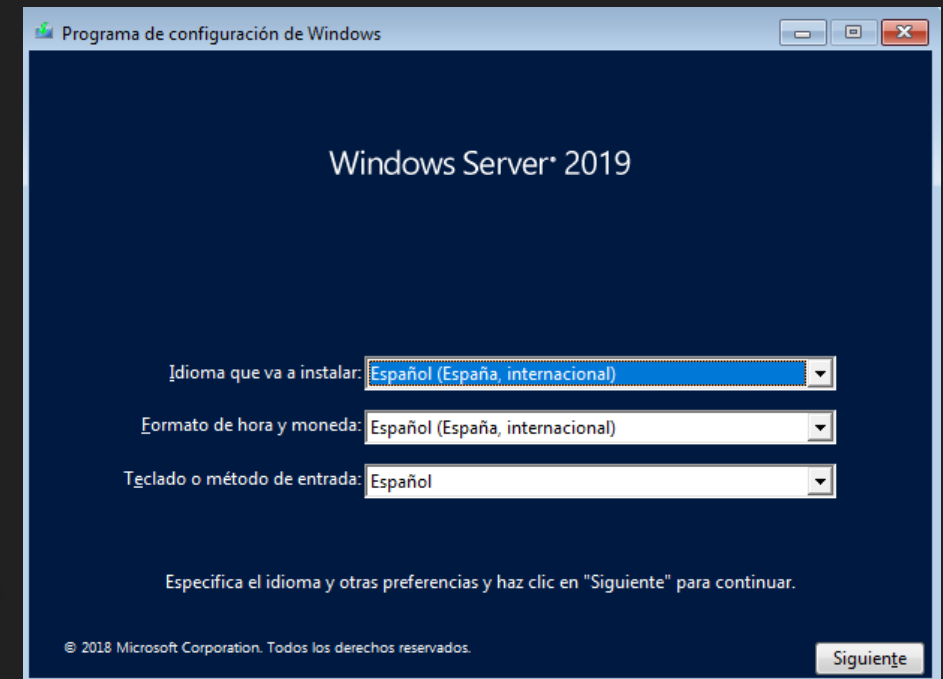 Programa de configuración de Windows
Windows Server® 2019
Idioma que va a instalar: Español (España, internacional)
Formato de hora y moneda: Español (España, internacional)
Teclado o método de entrada: Español
Especifica el idioma y otras preferencias y haz clic en "Siguiente" para continuar.
© 2018 Microsoft Corporation. Todos los derechos reservados.
Siguiente